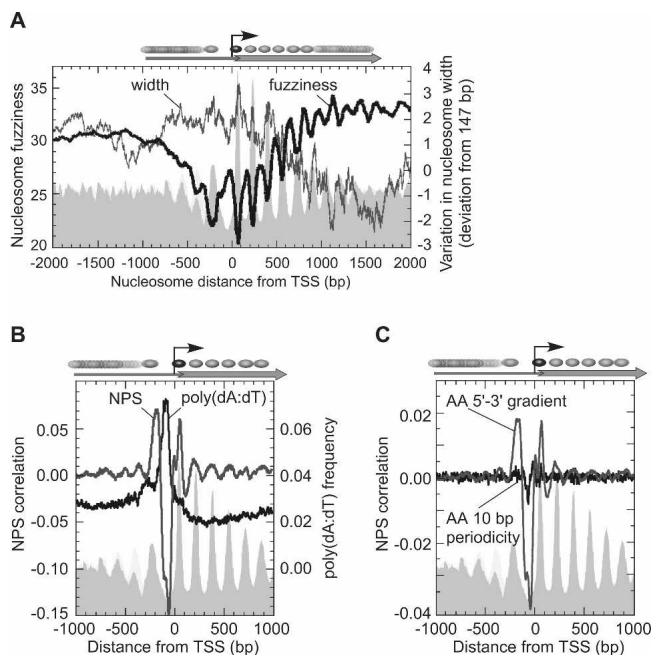 A
width
fuzziness
Nucleosome fuzziness
35
30
25
20
4
3
2
1
0
-1
-2
-3
Variation in nucleosome width
(deviation from 147 bp)
-2000 -1500 -1000 -500 0 500 1000 1500 2000
Nucleosome distance from TSS (bp)
B
NPS
poly(dA:dT)
NPS correlation
0.05
0.00
-0.05
-0.10
-0.15
0.06
0.04
0.02
0.00
poly(dA:dT) frequency
-1000 -500 0 500 1000
Distance from TSS (bp)
C
AA 5'-3' gradient
AA 10 bp
periodicity
NPS correlation
0.02
0.00
-0.02
-0.04
-1000 -500 0 500 1000
Distance from TSS (bp)